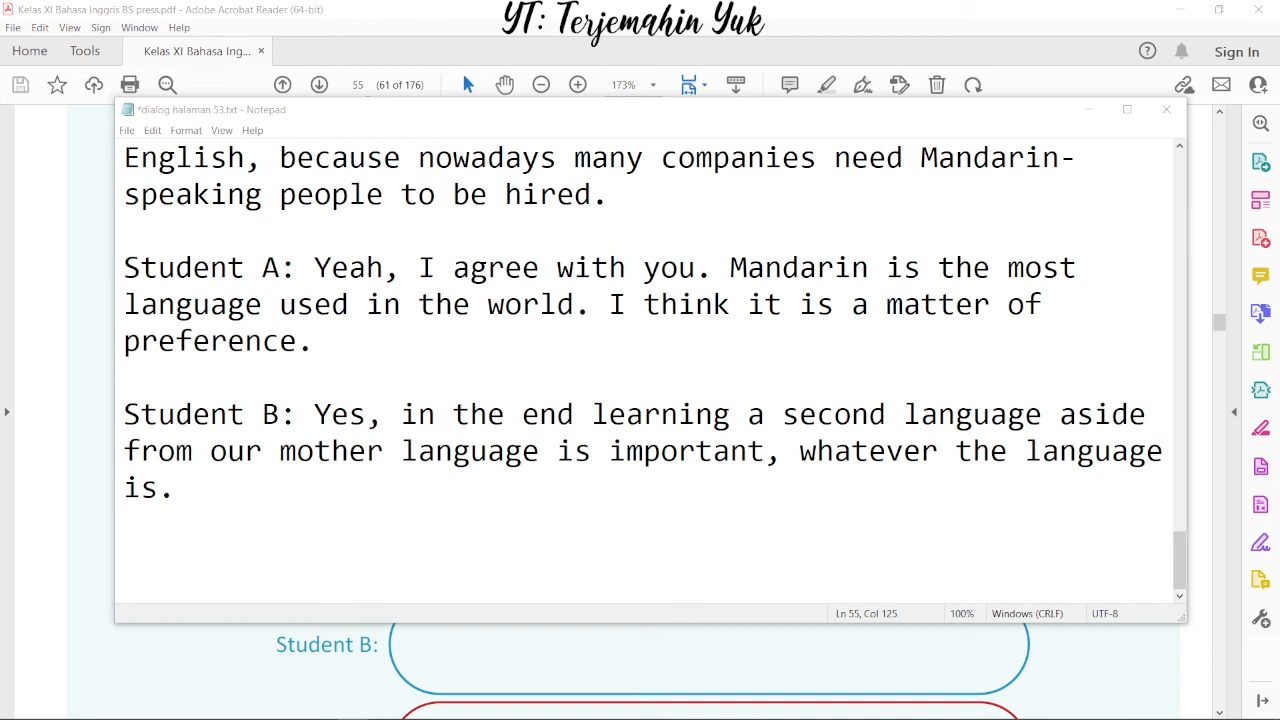 Kelas XI Bahasa Inggris BS press.pdf - Adobe Acrobat Reader (64-bit)
YT: Terjemahin Yuk
File Edit View Sign Window Help
Home Tools Kelas XI Bahasa Ing... × Sign In
55 (61 of 176) 173%
*dialog halaman 53.txt - Notepad
File Edit Format View Help
English, because nowadays many companies need Mandarin-
speaking people to be hired.
Student A: Yeah, I agree with you. Mandarin is the most
language used in the world. I think it is a matter of
preference.
Student B: Yes, in the end learning a second language aside
from our mother language is important, whatever the language
is.
Ln 55, Col 125 100% Windows (CRLF) UTF-8
Student B: